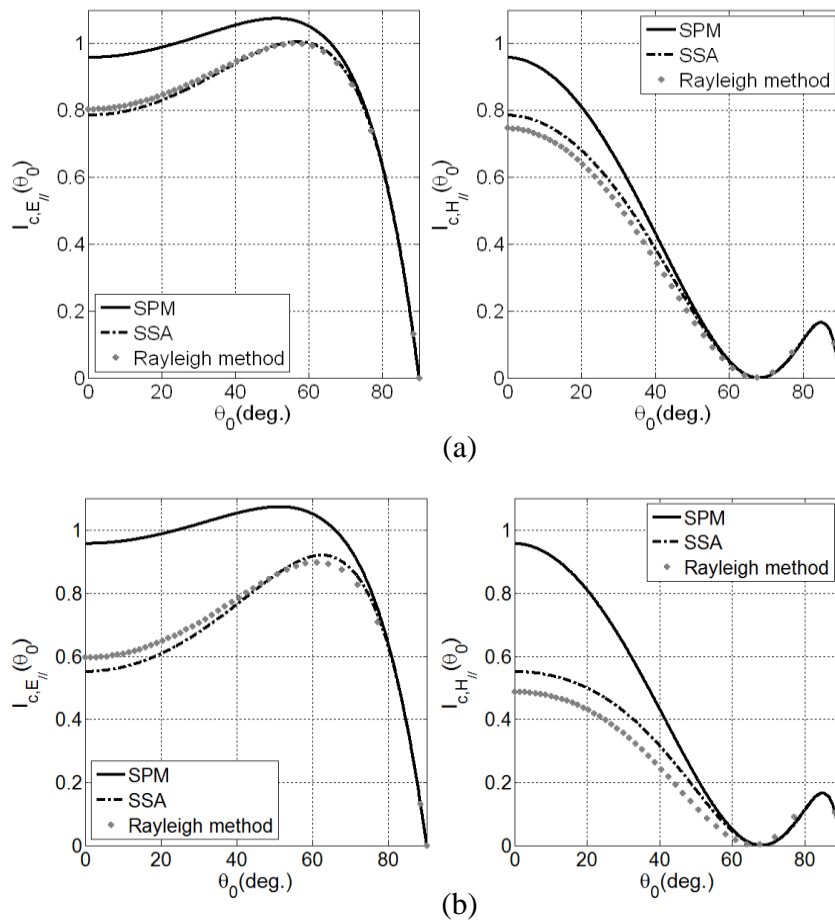 I_{c,E_{//}}(θ_0)
1
0.8
0.6
0.4
0.2
0
SPM
SSA
Rayleigh method
0 20 40 60 80
θ_0(deg.)
I_{c,H_{//}}(θ_0)
1
0.8
0.6
0.4
0.2
0
SPM
SSA
Rayleigh method
0 20 40 60 80
θ_0(deg.)
(a)
I_{c,E_{//}}(θ_0)
1
0.8
0.6
0.4
0.2
0
SPM
SSA
Rayleigh method
0 20 40 60 80
θ_0(deg.)
I_{c,H_{//}}(θ_0)
1
0.8
0.6
0.4
0.2
0
SPM
SSA
Rayleigh method
0 20 40 60 80
θ_0(deg.)
(b)